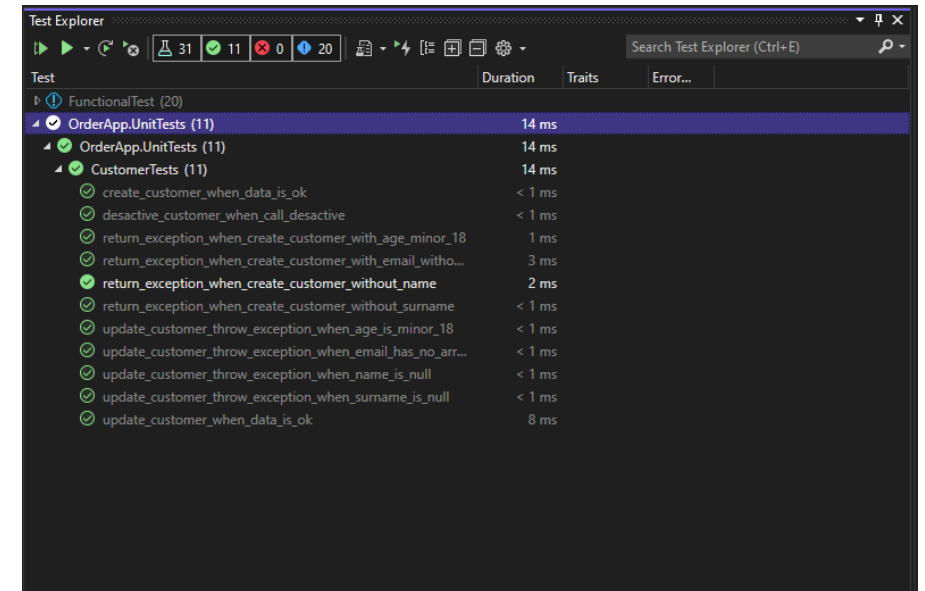 Test Explorer
31 11 0 20 Search Test Explorer (Ctrl+E)
Test Duration Traits Error...
FunctionalTest (20)
OrderApp.UnitTests (11) 14 ms
OrderApp.UnitTests (11) 14 ms
CustomerTests (11) 14 ms
create_customer_when_data_is_ok < 1 ms
desactive_customer_when_call_desactive < 1 ms
return_exception_when_create_customer_with_age_minor_18 1 ms
return_exception_when_create_customer_with_email_witho... 3 ms
return_exception_when_create_customer_without_name 2 ms
return_exception_when_create_customer_without_surname < 1 ms
update_customer_throw_exception_when_age_is_minor_18 < 1 ms
update_customer_throw_exception_when_email_has_no_arr... < 1 ms
update_customer_throw_exception_when_name_is_null < 1 ms
update_customer_throw_exception_when_surname_is_null < 1 ms
update_customer_when_data_is_ok 8 ms